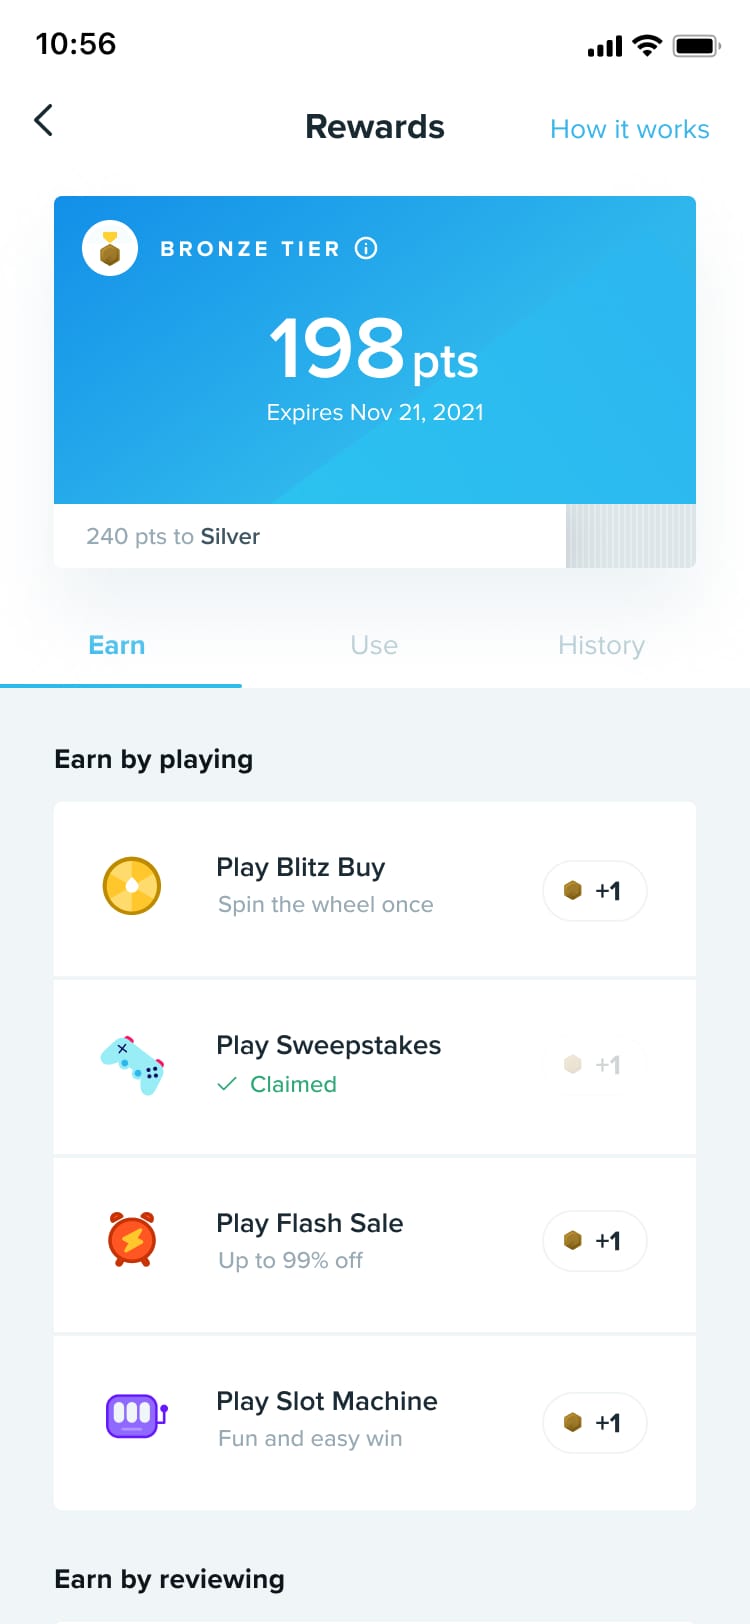 10:56
Rewards
How it works
BRONZE TIER
198 pts
Expires Nov 21, 2021
240 pts to Silver
Earn
Use
History
Earn by playing
Play Blitz Buy
Spin the wheel once
+1
Play Sweepstakes
Claimed
+1
Play Flash Sale
Up to 99% off
+1
Play Slot Machine
Fun and easy win
+1
Earn by reviewing